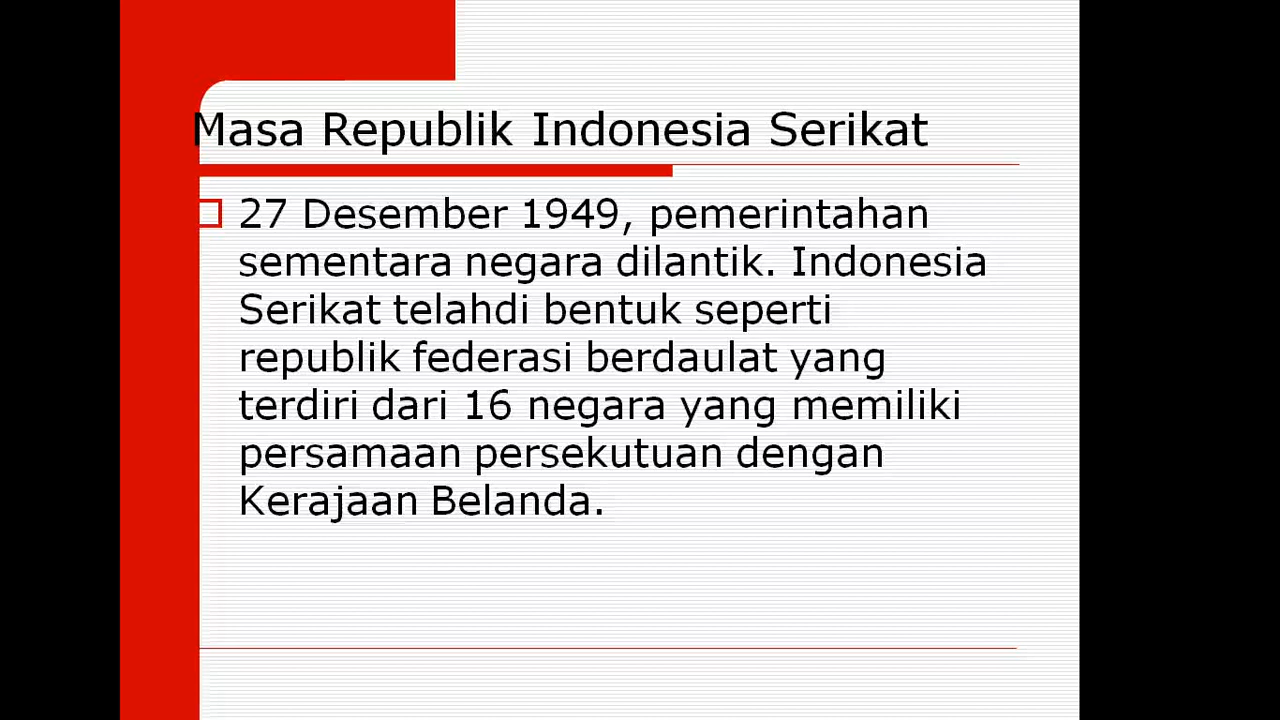 Masa Republik Indonesia Serikat
27 Desember 1949, pemerintahan
sementara negara dilantik. Indonesia
Serikat telahdi bentuk seperti
republik federasi berdaulat yang
terdiri dari 16 negara yang memiliki
persamaan persekutuan dengan
Kerajaan Belanda.